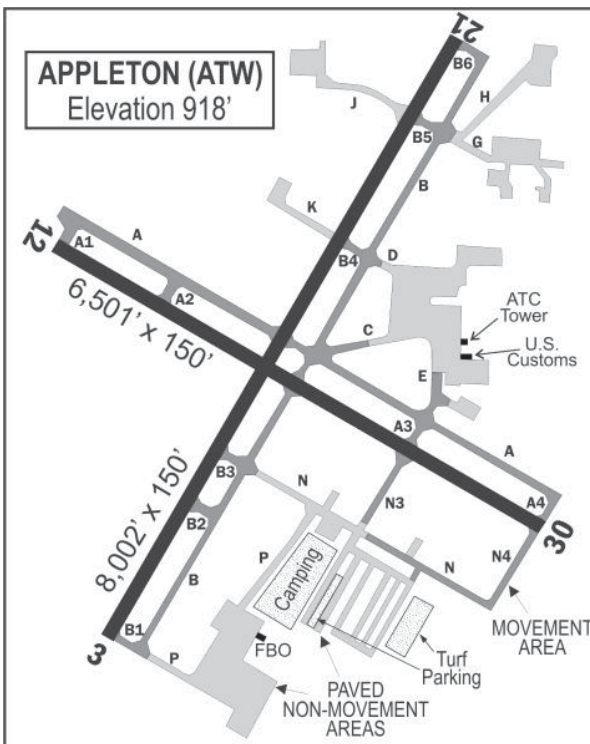 APPLETON (ATW)
Elevation 918'
21
B6
H
J
B5
G
B
K
12
A1
A
B4
D
A2
6,501' x 150'
ATC
Tower
C
U.S.
Customs
E
A3
A
B3
N
A4
8,002' x 150'
B2
N3
30
P
Camping
N
N4
B
MOVEMENT
AREA
B1
3
FBO
P
Turf
Parking
PAVED
NON-MOVEMENT
AREAS